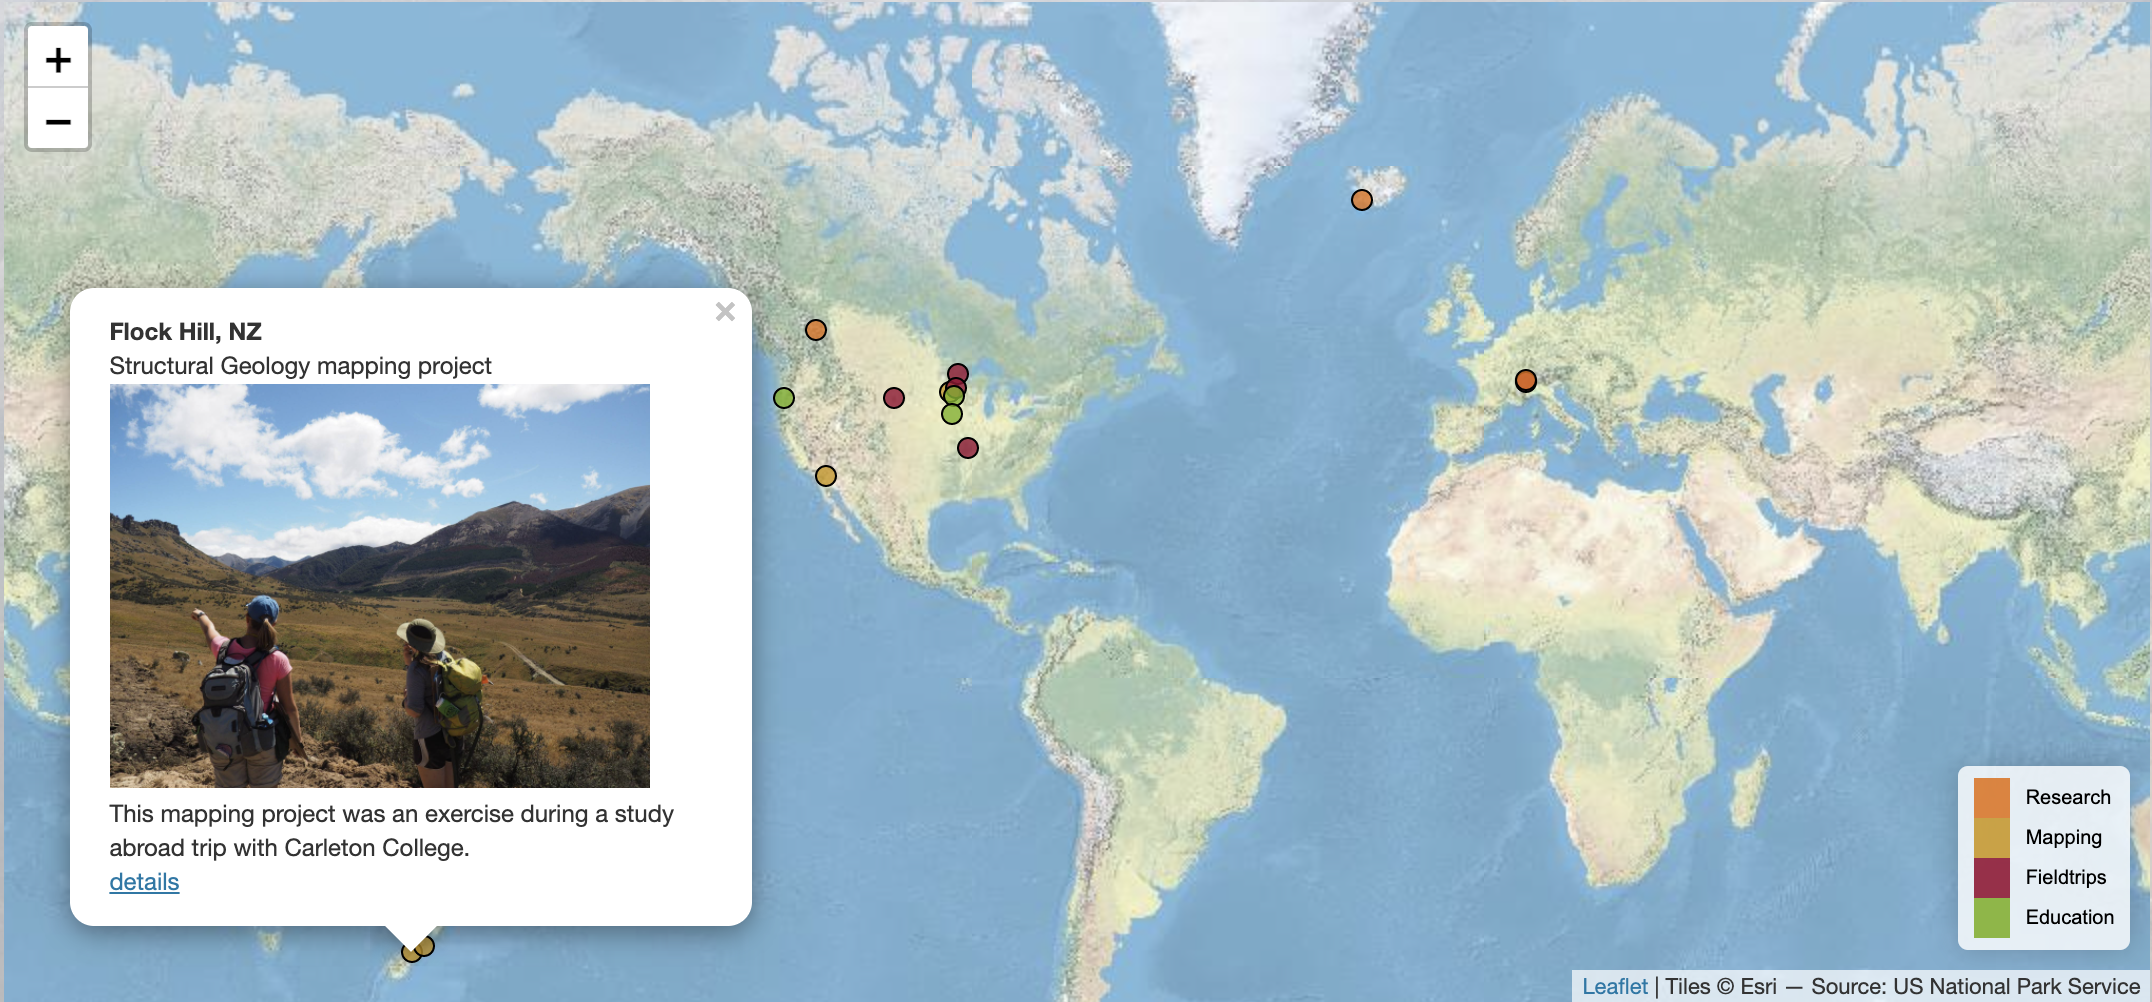 +
−
×
Flock Hill, NZ
Structural Geology mapping project
This mapping project was an exercise during a study
abroad trip with Carleton College.
details
Research
Mapping
Fieldtrips
Education
Leaflet | Tiles © Esri — Source: US National Park Service